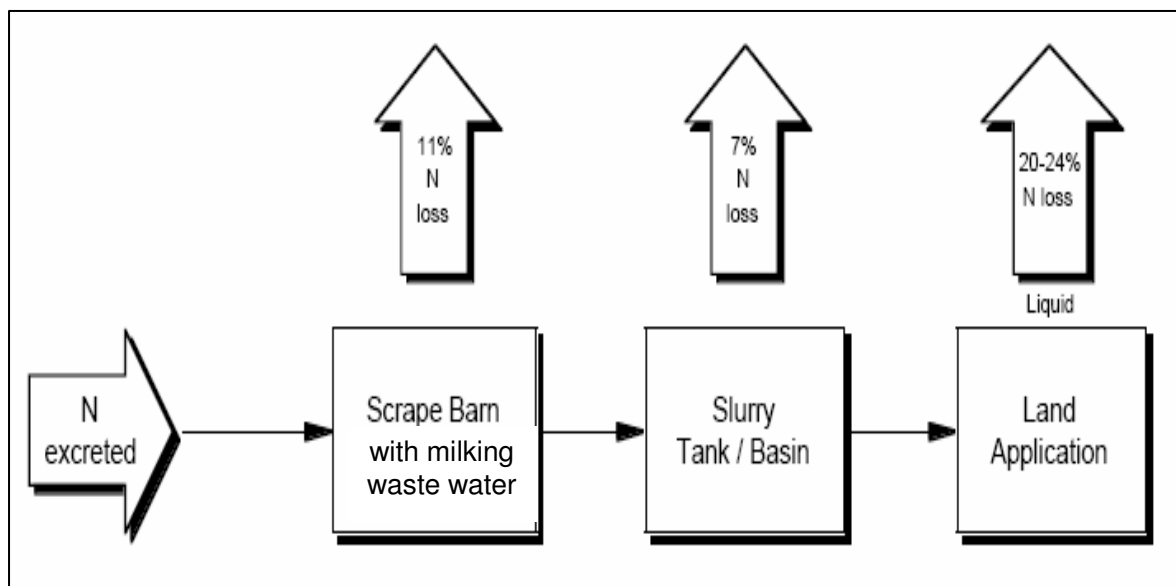 11%
N
loss
7%
N
loss
20-24%
N loss
Liquid
N
excreted
Scrape Barn
with milking
waste water
Slurry
Tank / Basin
Land
Application